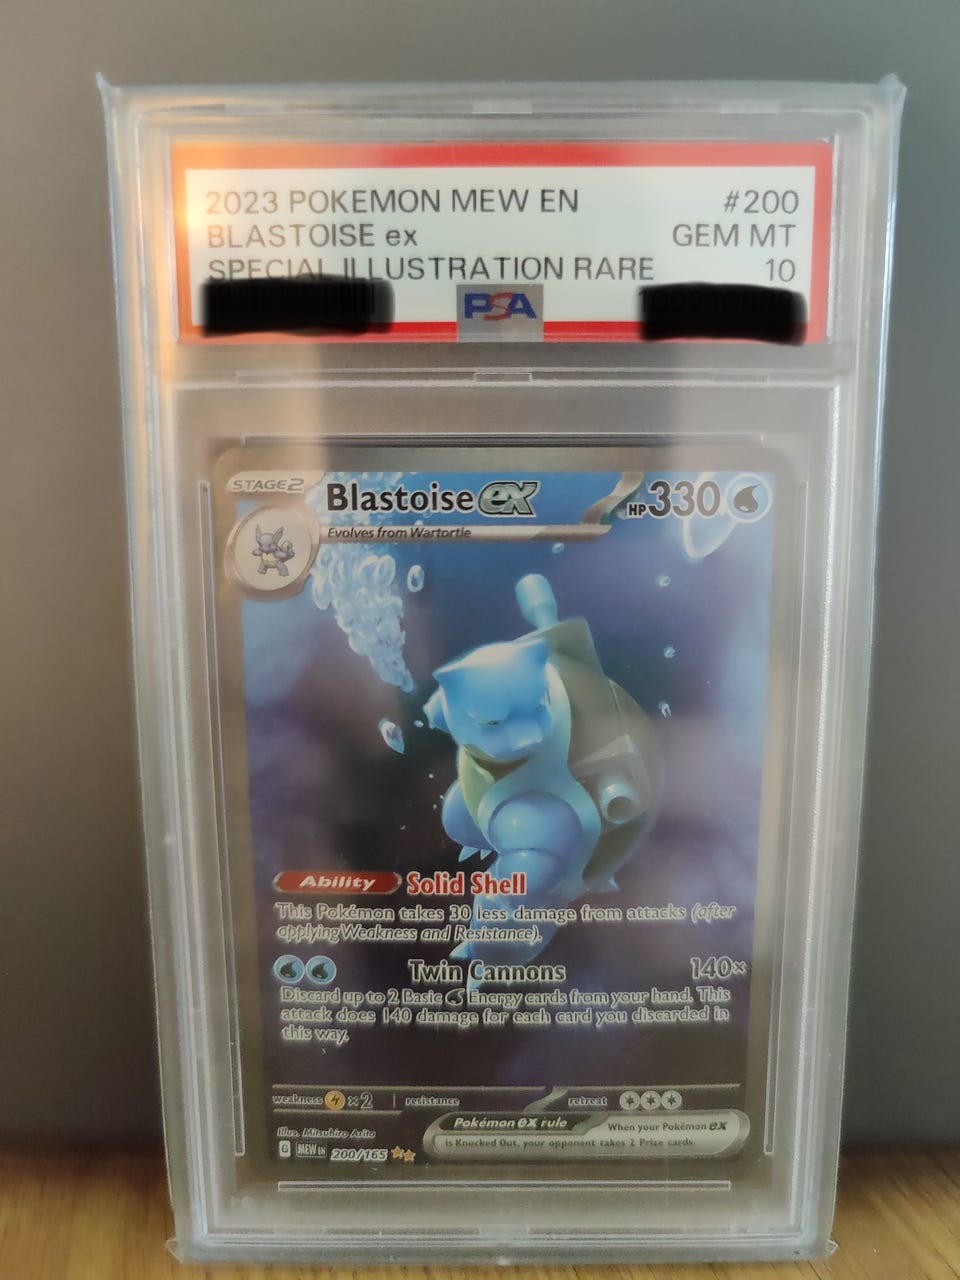 2023 POKEMON MEW EN #200
BLASTOISE ex GEM MT
SPECIAL ILLUSTRATION RARE 10
PSA
STAGE 2
Blastoise ex HP 330
Evolves from Wartortle
Ability Solid Shell
This Pokémon takes 30 less damage from attacks (after
applying Weakness and Resistance).
Twin Cannons 140×
Discard up to 2 Basic Energy cards from your hand. This
attack does 140 damage for each card you discarded in
this way.
weakness ×2 resistance retreat
Pokémon ex rule When your Pokémon ex
is Knocked Out, your opponent takes 2 Prize cards.
Illus. Mitsuhiro Arita
G MEW EN 200/165